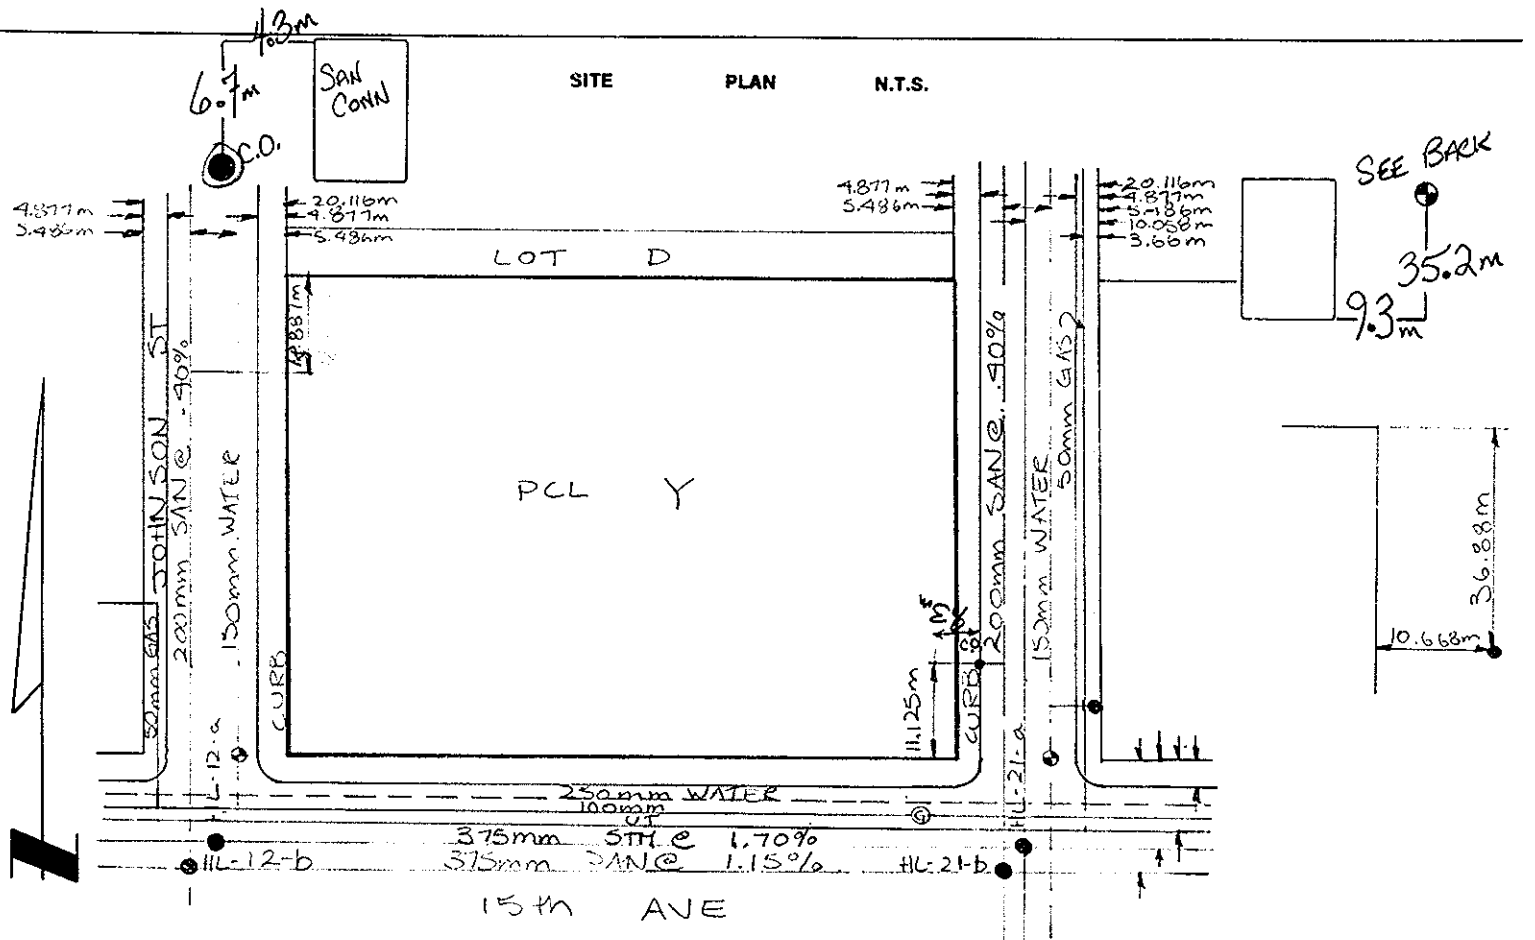 4.3m
6.7m
SAN
CONN
C.O.
SITE PLAN N.T.S.
SEE BACK
35.2m
9.3m
4.877m
5.486m
20.116m
4.877m
5.486m
4.877m
5.486m
20.116m
4.877m
5.486m
10.058m
3.66m
LOT D
JOHNSON ST
200mm SAN @ .40%
150mm WATER
50mm GAS
CURB
PCL Y
200mm SAN @ .40%
150mm WATER
50mm GAS
C.O.
CURB
11.125m
36.88m
10.668m
HL-21-a
250mm WATER
100mm
UT
375mm STM @ 1.70%
HL-12-b 375mm SAN @ 1.15% HL-21-b
G
15th AVE